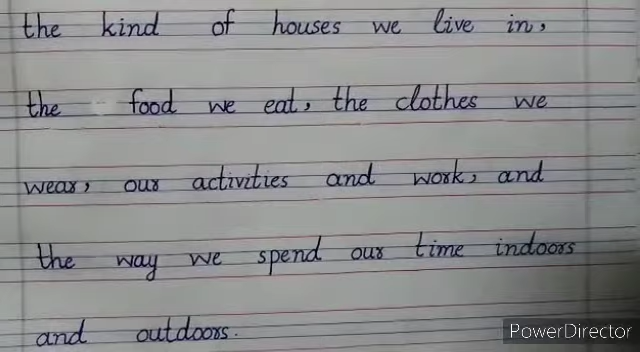 the kind of houses we live in,
the food we eat, the clothes we
wear, our activities and work, and
the way we spend our time indoors
and outdoors.
PowerDirector